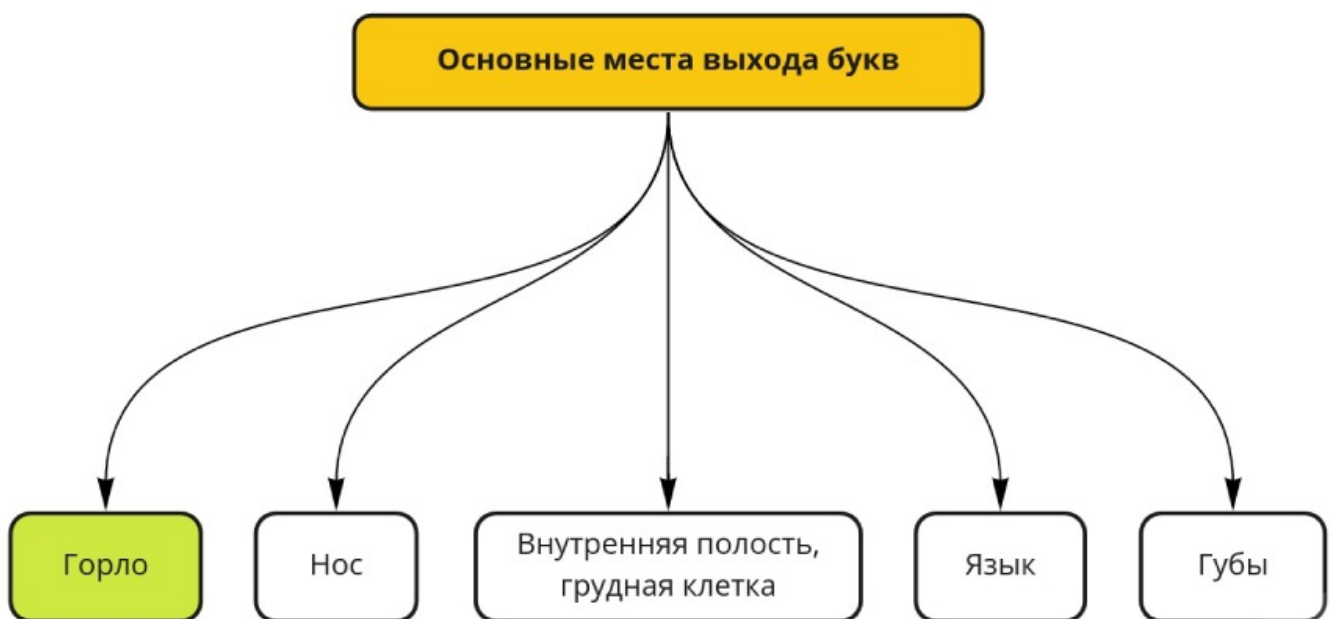 Основные места выхода букв
Горло
Нос
Внутренняя полость,
грудная клетка
Язык
Губы